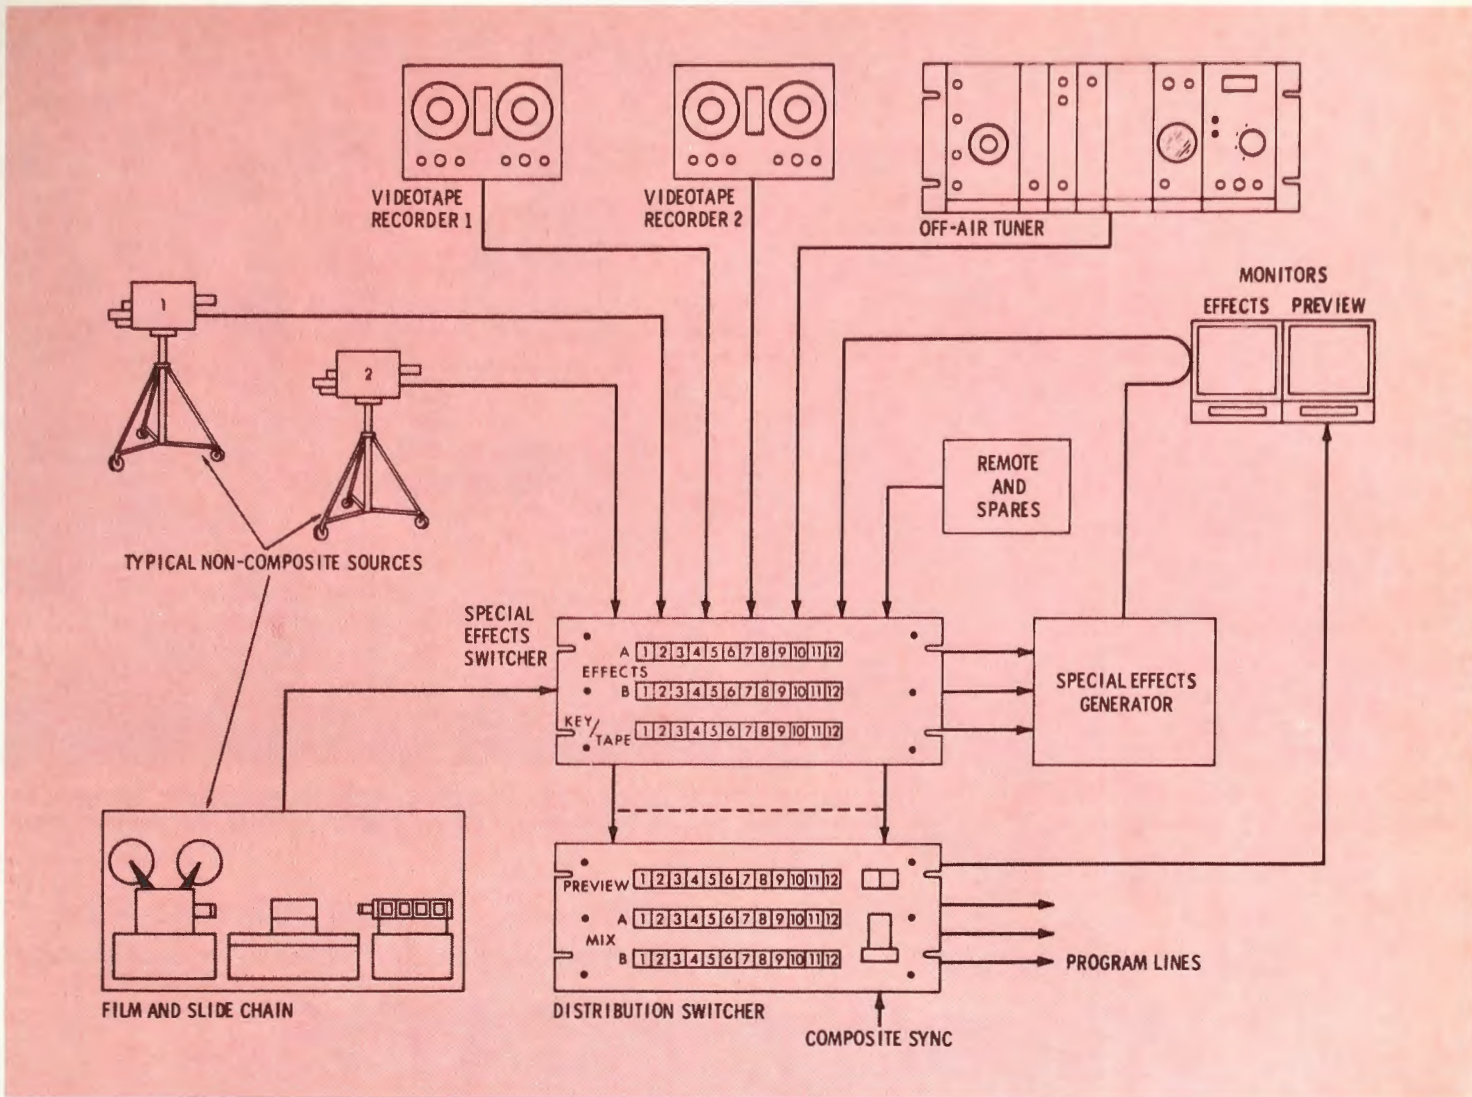 VIDEOTAPE
RECORDER 1
VIDEOTAPE
RECORDER 2
OFF-AIR TUNER
MONITORS
EFFECTS PREVIEW
1
2
REMOTE
AND
SPARES
TYPICAL NON-COMPOSITE SOURCES
SPECIAL
EFFECTS
SWITCHER
A 1 2 3 4 5 6 7 8 9 10 11 12
EFFECTS
B 1 2 3 4 5 6 7 8 9 10 11 12
KEY/
TAPE 1 2 3 4 5 6 7 8 9 10 11 12
SPECIAL EFFECTS
GENERATOR
PREVIEW 1 2 3 4 5 6 7 8 9 10 11 12
A 1 2 3 4 5 6 7 8 9 10 11 12
MIX
B 1 2 3 4 5 6 7 8 9 10 11 12
PROGRAM LINES
FILM AND SLIDE CHAIN
DISTRIBUTION SWITCHER
COMPOSITE SYNC